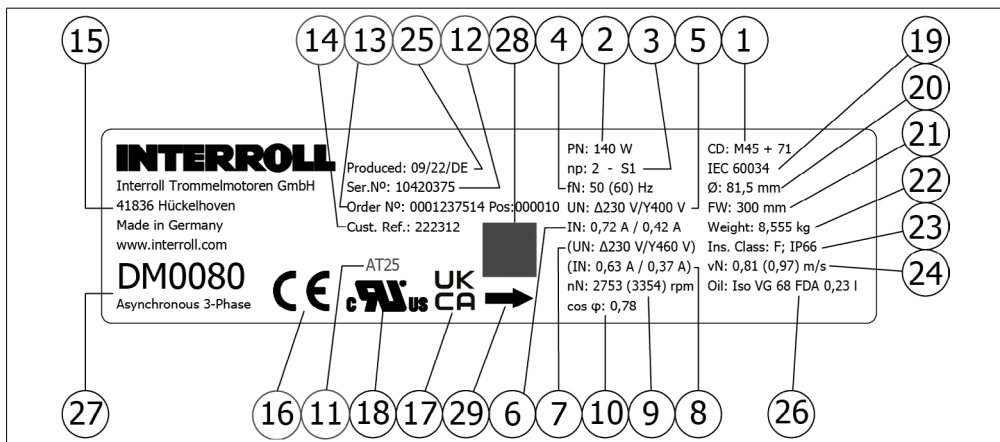 15 14 13 25 12 28 4 2 3 5 1 19
20
21
22
23
24
INTERROLL
Interroll Trommelmotoren GmbH
41836 Hückelhoven
Made in Germany
www.interroll.com
DM0080
Asynchronous 3-Phase
Produced: 09/22/DE
Ser.Nº: 10420375
Order Nº: 0001237514 Pos:000010
Cust. Ref.: 222312
AT25
CE
c RU US
UK
CA
PN: 140 W
np: 2 - S1
fN: 50 (60) Hz
UN: Δ230 V/Y400 V
IN: 0,72 A / 0,42 A
(UN: Δ230 V/Y460 V)
(IN: 0,63 A / 0,37 A)
nN: 2753 (3354) rpm
cos φ: 0,78
CD: M45 + 71
IEC 60034
Ø: 81,5 mm
FW: 300 mm
Weight: 8,555 kg
Ins. Class: F; IP66
vN: 0,81 (0,97) m/s
Oil: Iso VG 68 FDA 0,23 l
27 16 11 18 17 29 6 7 10 9 8 26